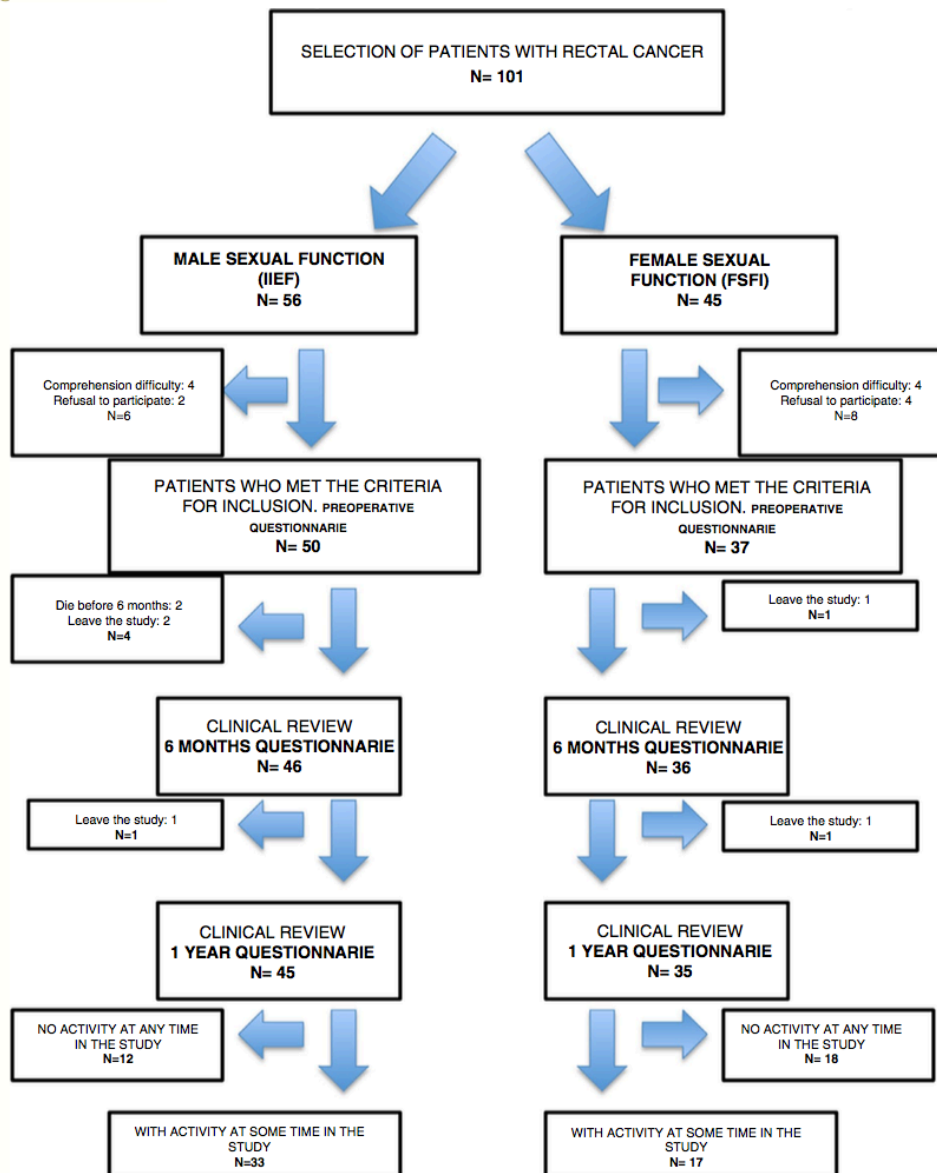 SELECTION OF PATIENTS WITH RECTAL CANCER
N= 101
MALE SEXUAL FUNCTION
(IIEF)
N= 56
FEMALE SEXUAL
FUNCTION (FSFI)
N= 45
Comprehension difficulty: 4
Refusal to participate: 2
N=6
Comprehension difficulty: 4
Refusal to participate: 4
N=8
PATIENTS WHO MET THE CRITERIA
FOR INCLUSION. PREOPERATIVE
QUESTIONNARIE
N= 50
PATIENTS WHO MET THE CRITERIA
FOR INCLUSION. PREOPERATIVE
QUESTIONNARIE
N= 37
Die before 6 months: 2
Leave the study: 2
N=4
Leave the study: 1
N=1
CLINICAL REVIEW
6 MONTHS QUESTIONNARIE
N= 46
CLINICAL REVIEW
6 MONTHS QUESTIONNARIE
N= 36
Leave the study: 1
N=1
Leave the study: 1
N=1
CLINICAL REVIEW
1 YEAR QUESTIONNARIE
N= 45
CLINICAL REVIEW
1 YEAR QUESTIONNARIE
N= 35
NO ACTIVITY AT ANY TIME
IN THE STUDY
N=12
NO ACTIVITY AT ANY TIME
IN THE STUDY
N= 18
WITH ACTIVITY AT SOME TIME IN THE
STUDY
N=33
WITH ACTIVITY AT SOME TIME IN THE
STUDY
N= 17